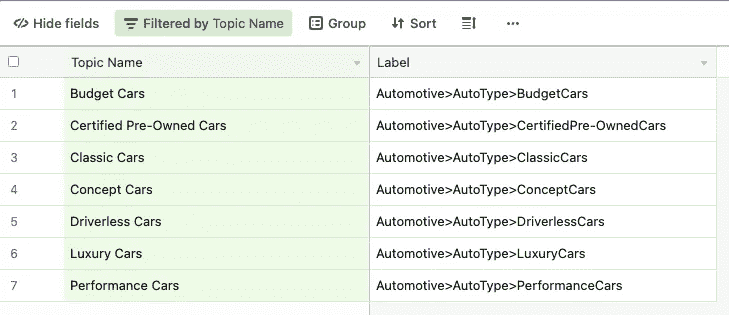 Hide fields Filtered by Topic Name Group Sort
Topic Name Label
1 Budget Cars Automotive>AutoType>BudgetCars
2 Certified Pre-Owned Cars Automotive>AutoType>CertifiedPre-OwnedCars
3 Classic Cars Automotive>AutoType>ClassicCars
4 Concept Cars Automotive>AutoType>ConceptCars
5 Driverless Cars Automotive>AutoType>DriverlessCars
6 Luxury Cars Automotive>AutoType>LuxuryCars
7 Performance Cars Automotive>AutoType>PerformanceCars